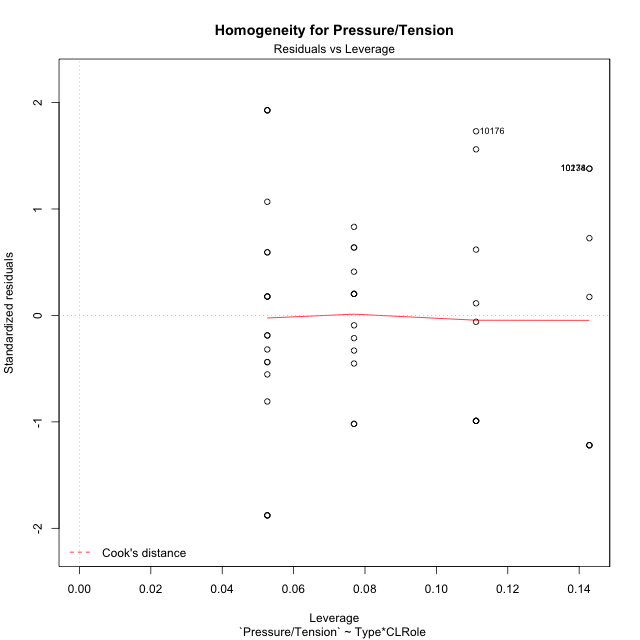 Homogeneity for Pressure/Tension
Residuals vs Leverage
Standardized residuals
2
1
0
-1
-2
10176
Cook's distance
0.00 0.02 0.04 0.06 0.08 0.10 0.12 0.14
Leverage
`Pressure/Tension` ~ Type*CLRole